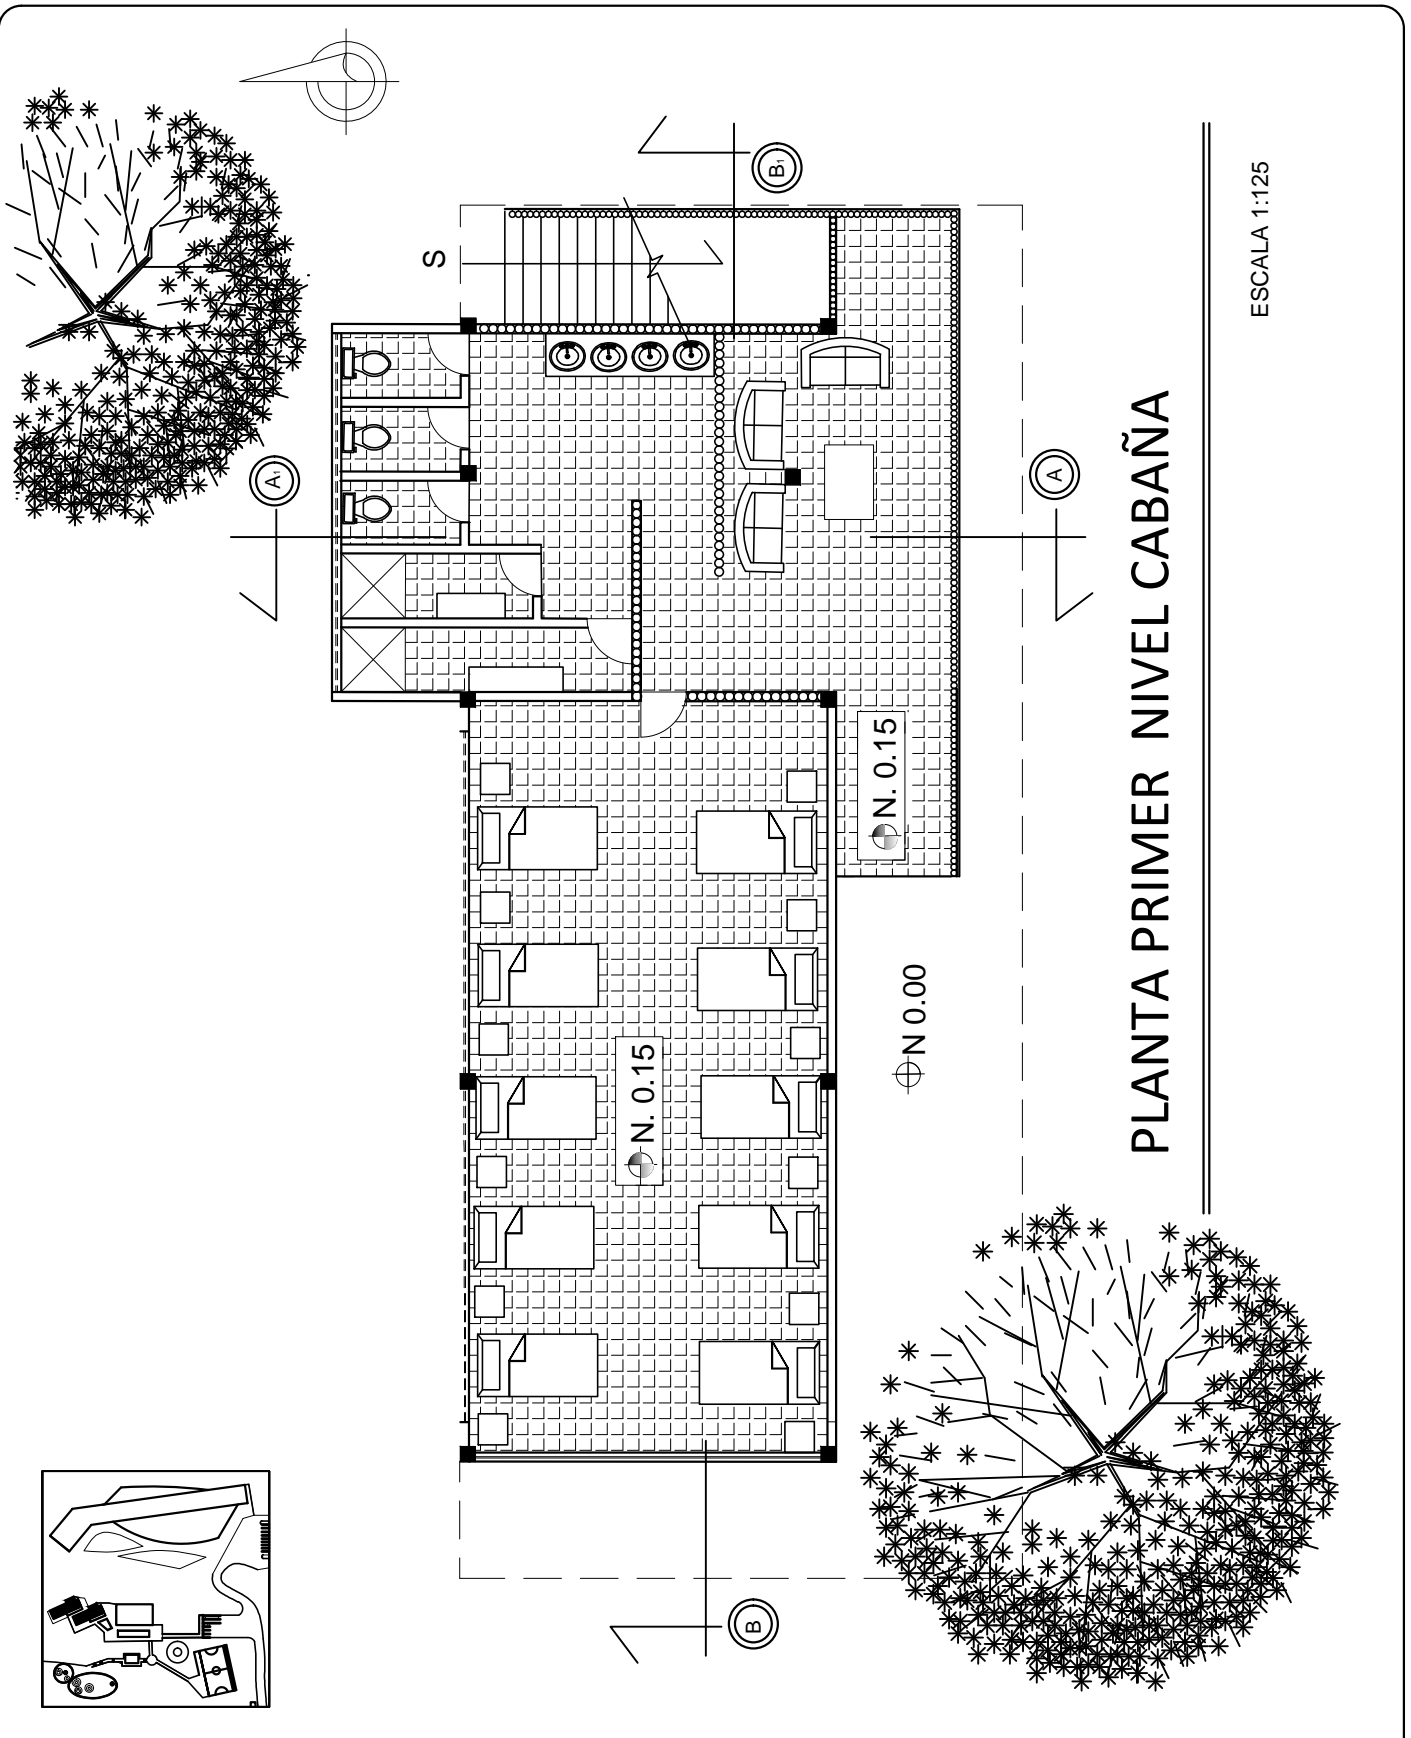 PLANTA PRIMER NIVEL CABAÑA
ESCALA 1:125
S
B1
A1
A
N. 0.15
N 0.00
N. 0.15
B